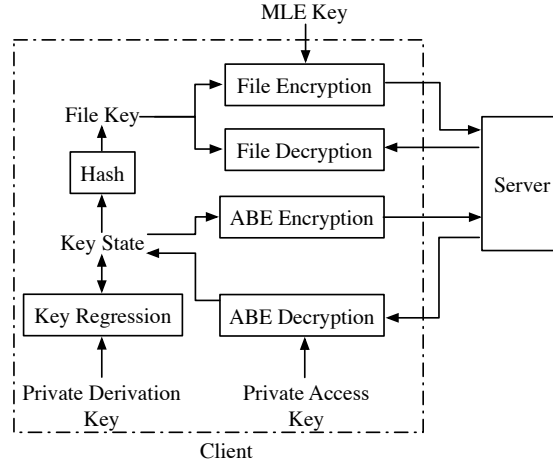 MLE Key
File Encryption
File Key
File Decryption
Hash
Server
ABE Encryption
Key State
Key Regression
ABE Decryption
Private Derivation
Key
Private Access
Key
Client